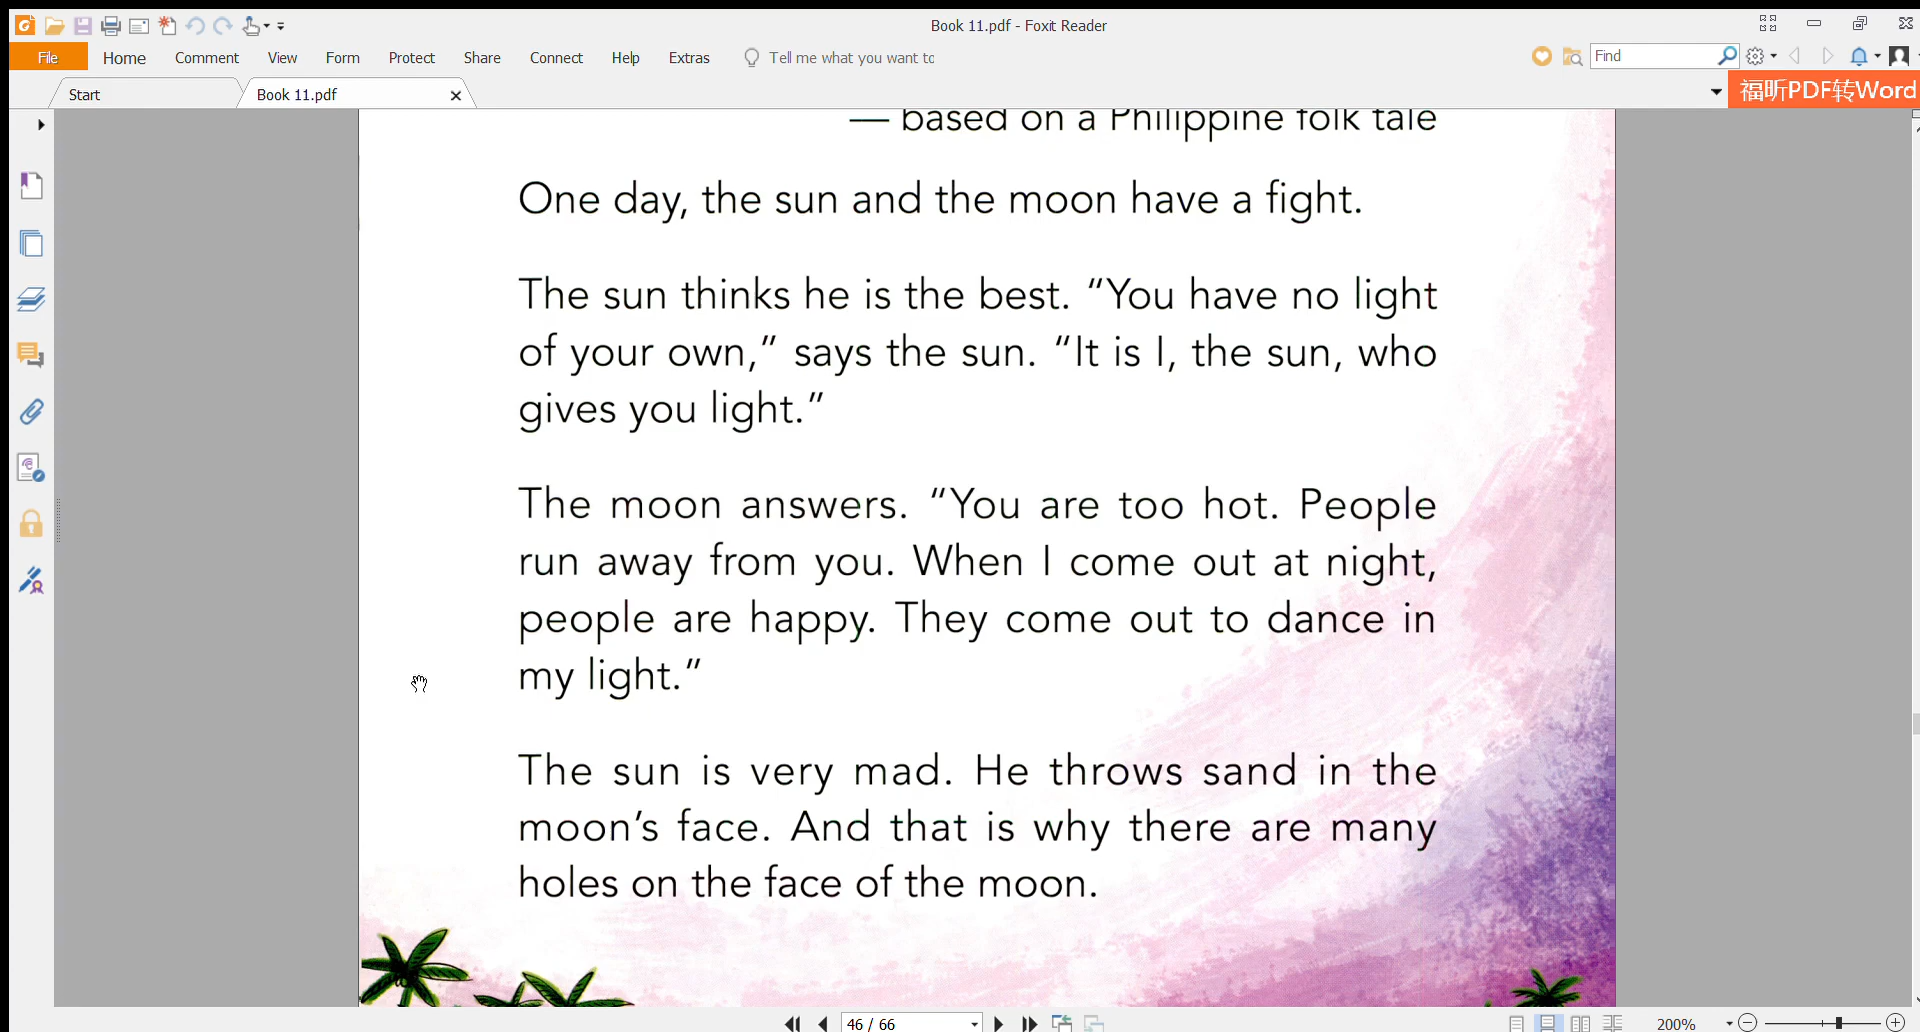 Book 11.pdf - Foxit Reader
File Home Comment View Form Protect Share Connect Help Extras Tell me what you want to Find
Start Book 11.pdf 福昕PDF转Word
— based on a Philippine folk tale
One day, the sun and the moon have a fight.
The sun thinks he is the best. “You have no light
of your own,” says the sun. “It is I, the sun, who
gives you light.”
The moon answers. “You are too hot. People
run away from you. When I come out at night,
people are happy. They come out to dance in
my light.”
The sun is very mad. He throws sand in the
moon’s face. And that is why there are many
holes on the face of the moon.
46 / 66 200%